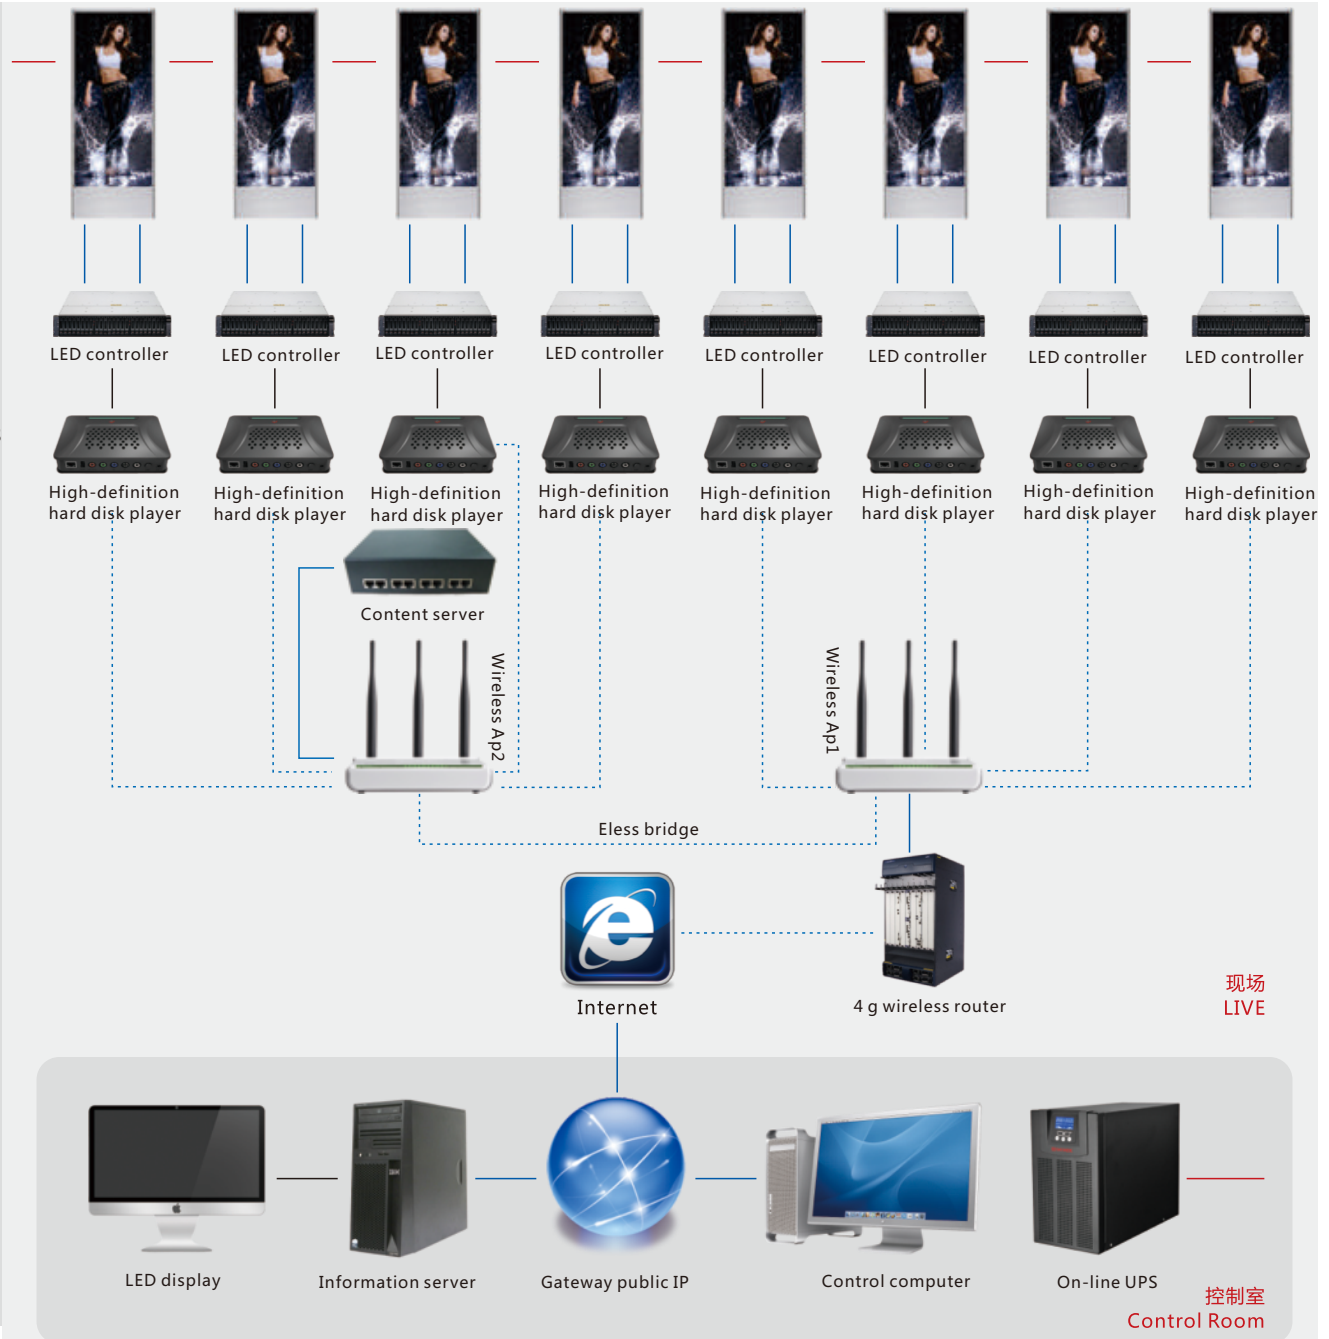 LED controller
LED controller
LED controller
LED controller
LED controller
LED controller
LED controller
LED controller
High-definition
hard disk player
High-definition
hard disk player
High-definition
hard disk player
High-definition
hard disk player
High-definition
hard disk player
High-definition
hard disk player
High-definition
hard disk player
High-definition
hard disk player
Content server
Wireless Ap2
Wireless Ap1
Eless bridge
Internet
4 g wireless router
现场
LIVE
LED display
Information server
Gateway public IP
Control computer
On-line UPS
控制室
Control Room